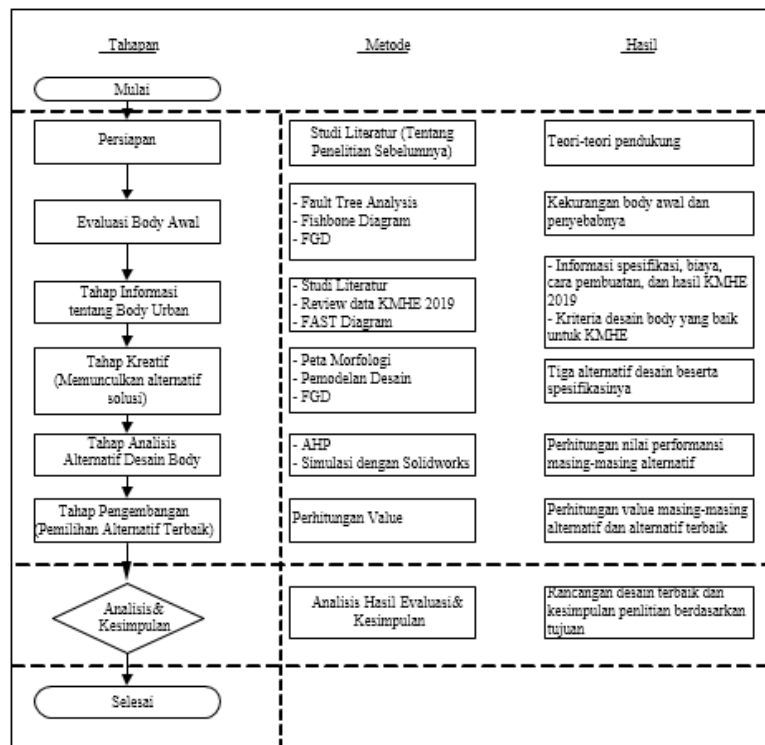 Tahapan
Metode
Hasil
Mulai
Persiapan
Studi Literatur (Tentang
Penelitian Sebelumnya)
Teori-teori pendukung
Evaluasi Body Awal
- Fault Tree Analysis
- Fishbone Diagram
- FGD
Kekurangan body awal dan
penyebabnya
Tahap Informasi
tentang Body Urban
- Studi Literatur
- Review data KMHE 2019
- FAST Diagram
- Informasi spesifikasi, biaya,
cara pembuatan, dan hasil KMHE
2019
- Kriteria desain body yang baik
untuk KMHE
Tahap Kreatif
(Memunculkan alternatif
solusi)
- Peta Morfologi
- Pemodelan Desain
- FGD
Tiga alternatif desain beserta
spesifikasinya
Tahap Analisis
Alternatif Desain Body
- AHP
- Simulasi dengan Solidworks
Perhitungan nilai performansi
masing-masing alternatif
Tahap Pengembangan
(Pemilihan Alternatif Terbaik)
Perhitungan Value
Perhitungan value masing-masing
alternatif dan alternatif terbaik
Analisis&
Kesimpulan
Analisis Hasil Evaluasi&
Kesimpulan
Rancangan desain terbaik dan
kesimpulan penlitian berdasarkan
tujuan
Selesai